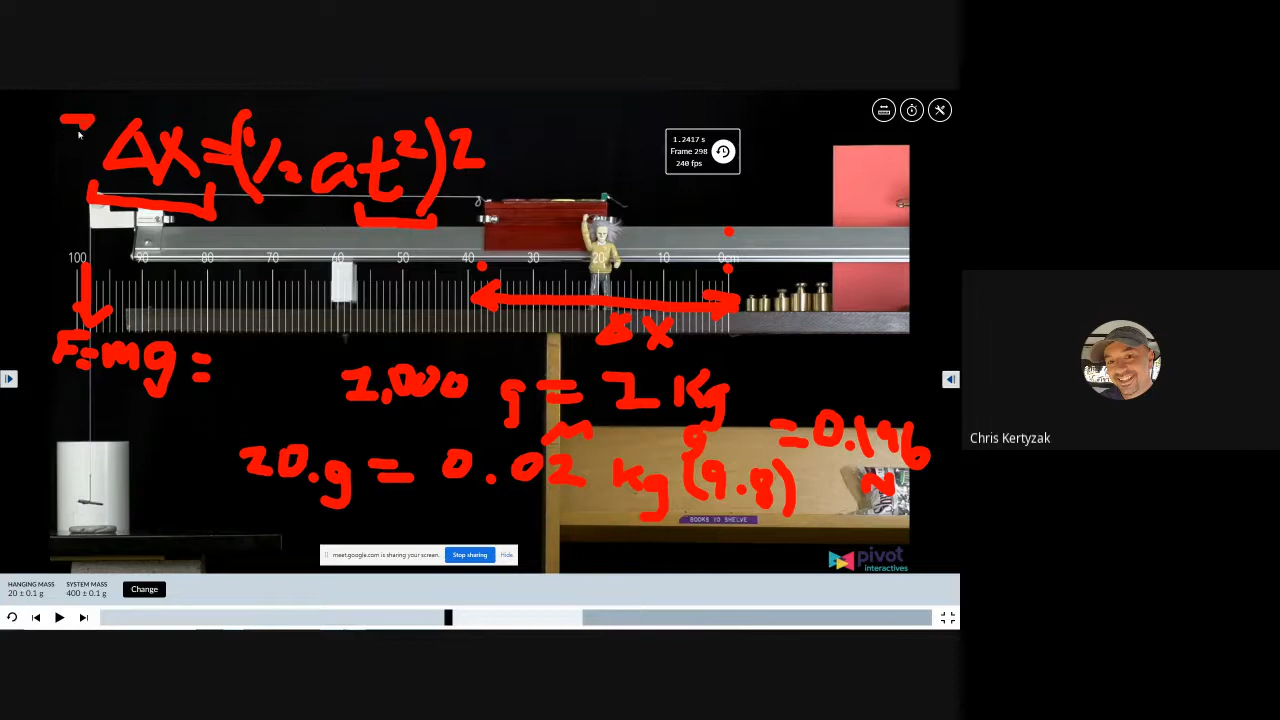 Δx = (1/2 at²)2
1.2417 s
Frame 298
240 fps
100 90 80 50 40 30 20 10 0cm
60
Δx
F=mg=
1,000 g = 1 Kg
m g = 0.196
20.g = 0.02 kg (9.8) N
BOOKS TO SHELVE
Chris Kertyzak
meet.google.com is sharing your screen. Stop sharing Hide
pivot
interactives
HANGING MASS SYSTEM MASS
20 ± 0.1 g 400 ± 0.1 g Change